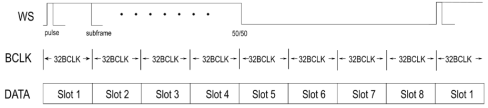 WS
pulse subframe 50/50
BCLK 32BCLK 32BCLK 32BCLK 32BCLK 32BCLK 32BCLK 32BCLK 32BCLK 32BCLK
DATA Slot 1 Slot 2 Slot 3 Slot 4 Slot 5 Slot 6 Slot 7 Slot 8 Slot 1